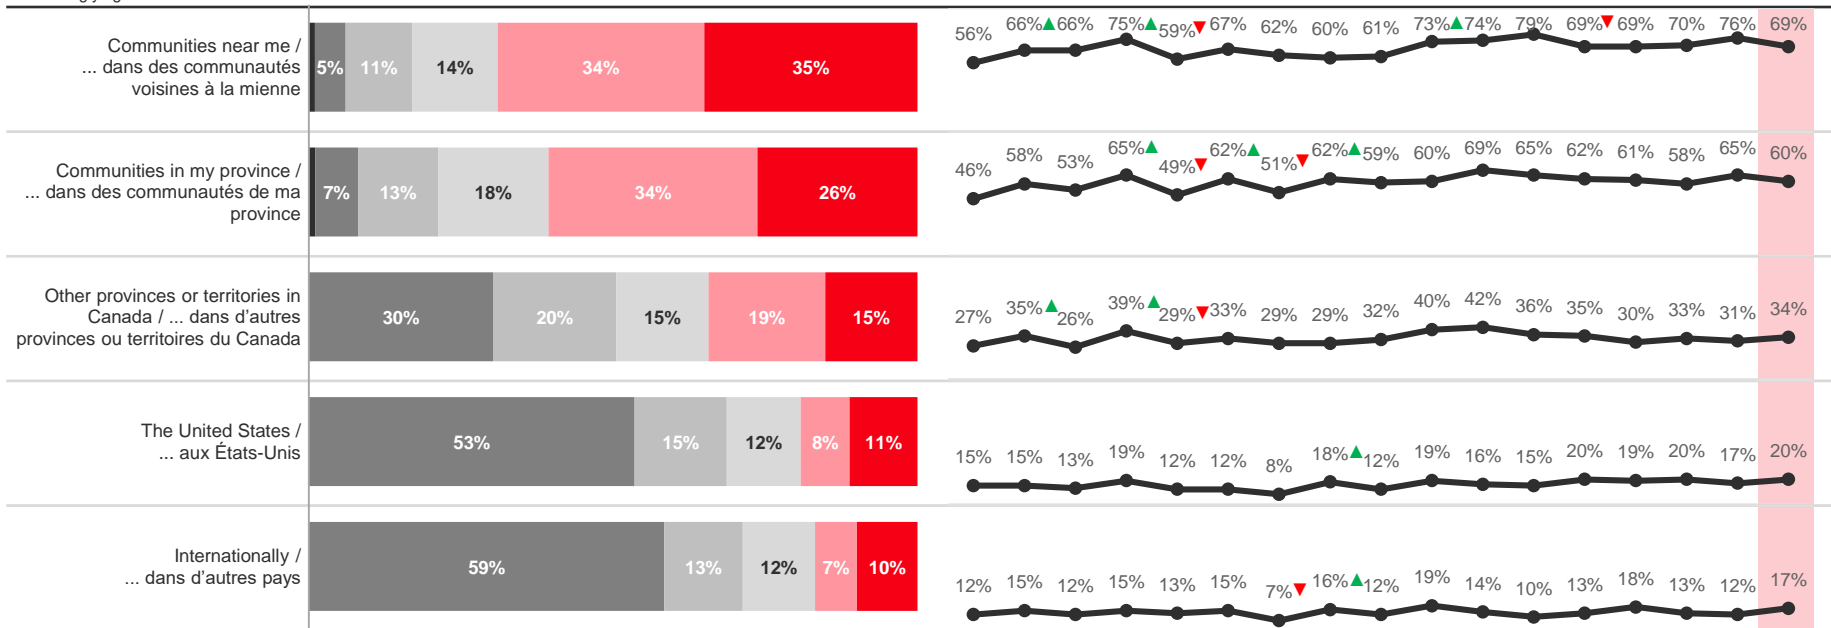 Communities near me /
... dans des communautés
voisines à la mienne
5% 11% 14% 34% 35%
56% 66% 66% 75% 59% 67% 62% 60% 61% 73% 74% 79% 69% 69% 70% 76% 69%
Communities in my province /
... dans des communautés de ma
province
7% 13% 18% 34% 26%
46% 58% 53% 65% 49% 62% 51% 62% 59% 60% 69% 65% 62% 61% 58% 65% 60%
Other provinces or territories in
Canada / ... dans d'autres
provinces ou territoires du Canada
30% 20% 15% 19% 15%
27% 35% 26% 39% 29% 33% 29% 29% 32% 40% 42% 36% 35% 30% 33% 31% 34%
The United States /
... aux États-Unis
53% 15% 12% 8% 11%
15% 15% 13% 19% 12% 12% 8% 18% 12% 19% 16% 15% 20% 19% 20% 17% 20%
Internationally /
... dans d'autres pays
59% 13% 12% 7% 10%
12% 15% 12% 15% 13% 15% 7% 16% 12% 19% 14% 10% 13% 18% 13% 12% 17%